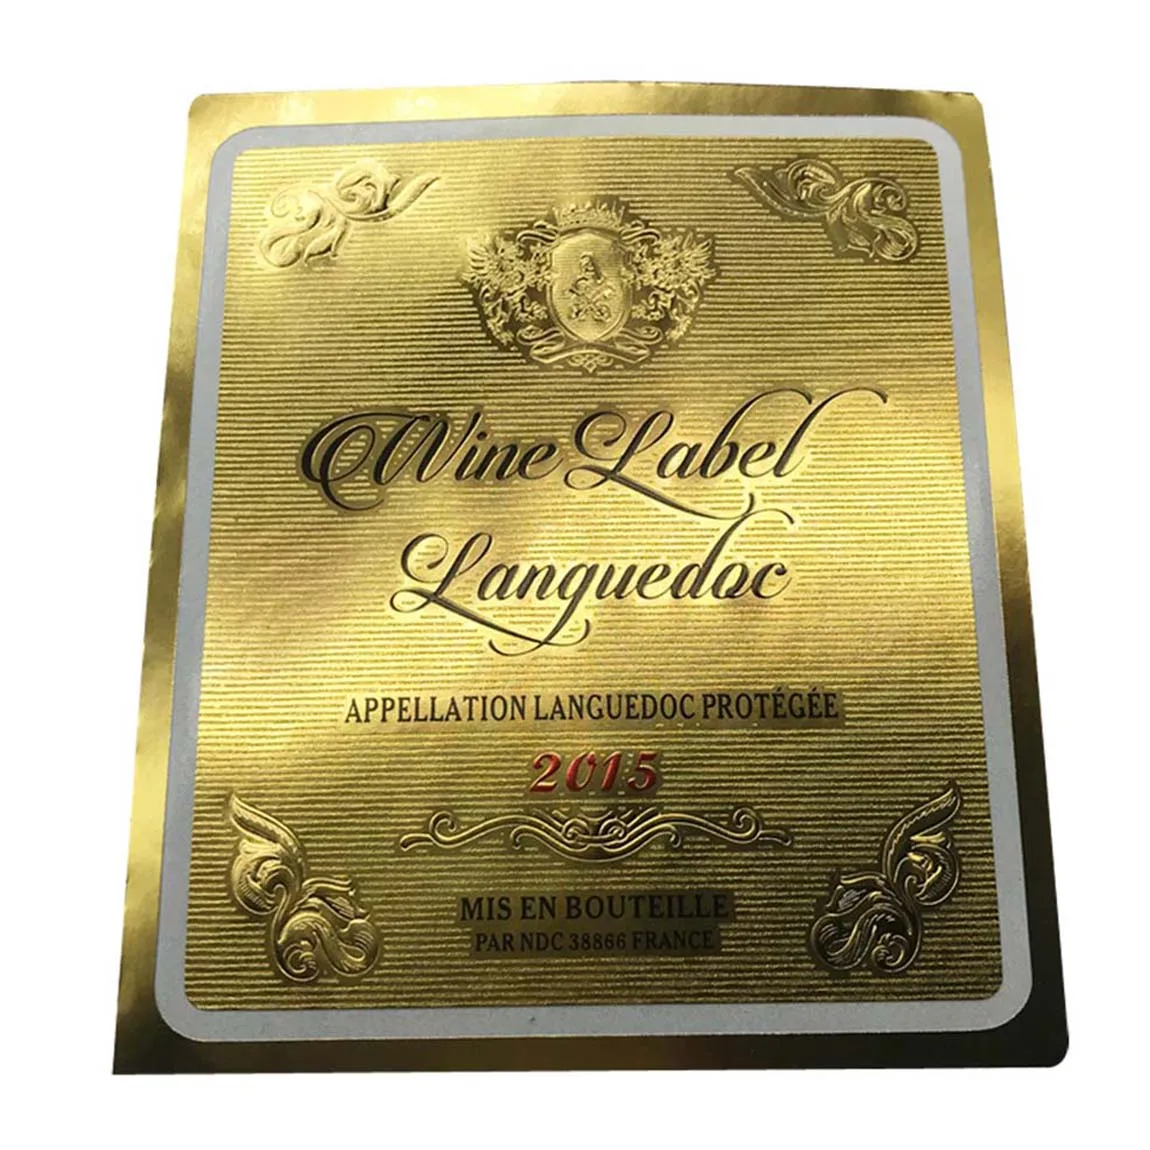 Wine Label
Languedoc
APPELLATION LANGUEDOC PROTÉGÉE
2015
MIS EN BOUTEILLE
PAR NDC 38866 FRANCE